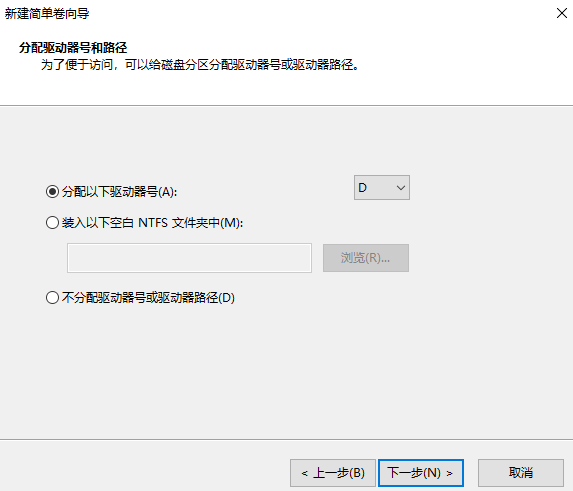 新建简单卷向导
分配驱动器号和路径
为了便于访问，可以给磁盘分区分配驱动器号或驱动器路径。
分配以下驱动器号(A):
D
装入以下空白 NTFS 文件夹中(M):
浏览(R)...
不分配驱动器号或驱动器路径(D)
< 上一步(B)
下一步(N) >
取消